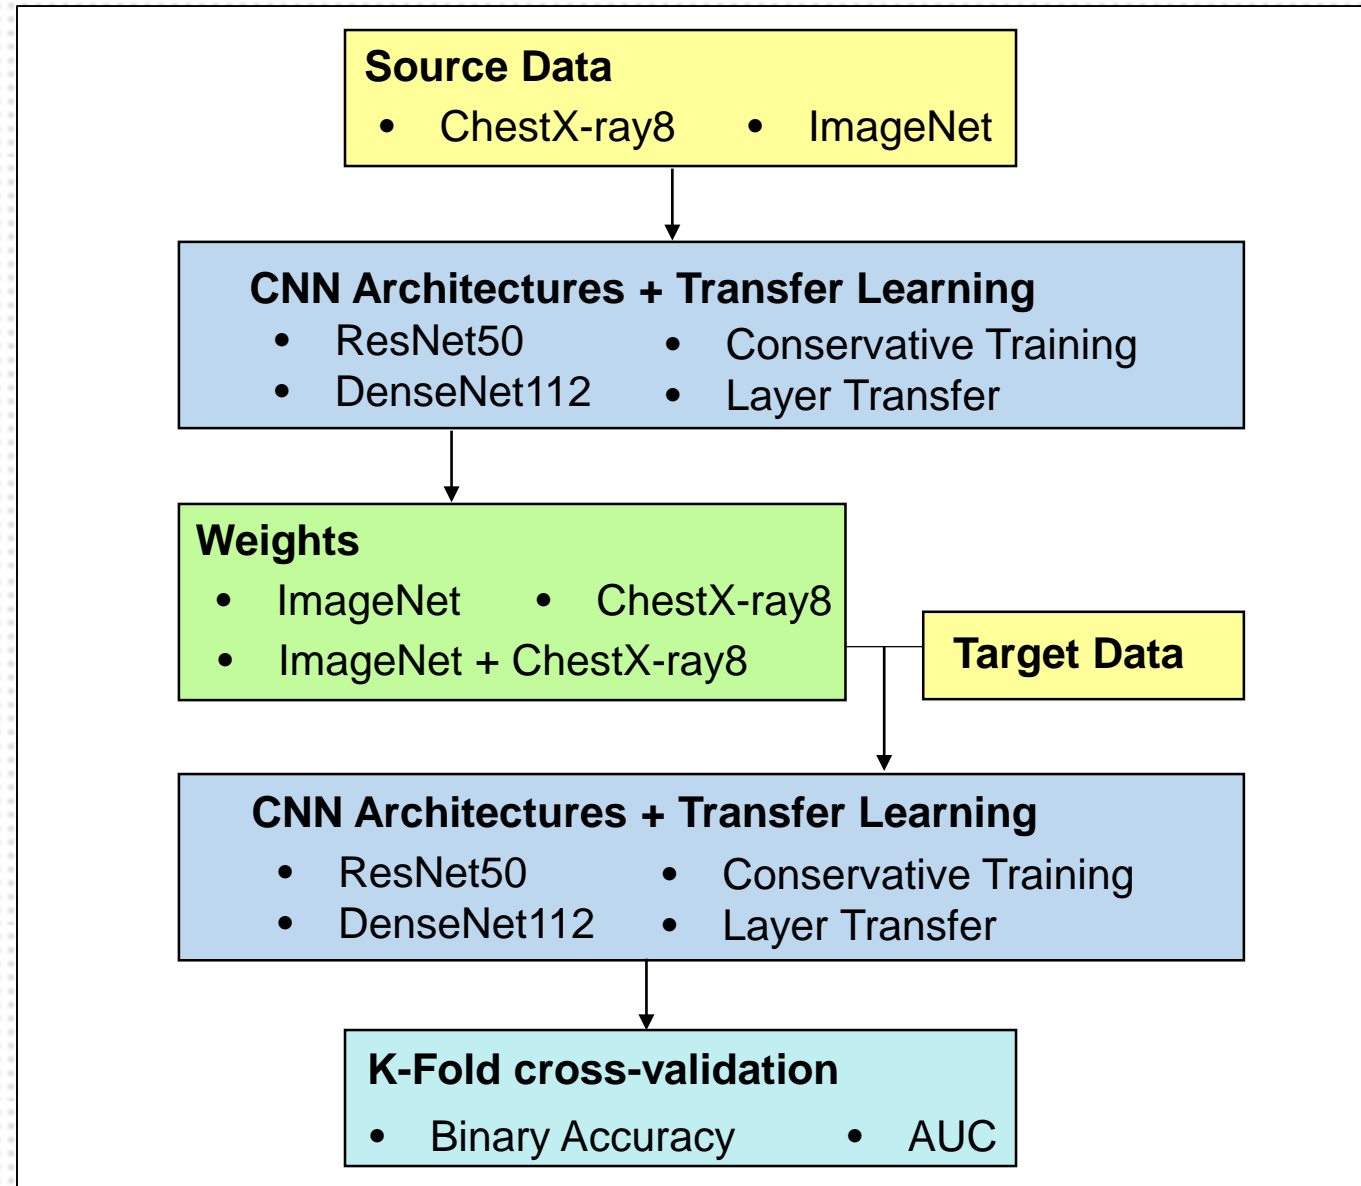 Source Data
• ChestX-ray8 • ImageNet
CNN Architectures + Transfer Learning
• ResNet50 • Conservative Training
• DenseNet112 • Layer Transfer
Weights
• ImageNet • ChestX-ray8
• ImageNet + ChestX-ray8
Target Data
CNN Architectures + Transfer Learning
• ResNet50 • Conservative Training
• DenseNet112 • Layer Transfer
K-Fold cross-validation
• Binary Accuracy • AUC